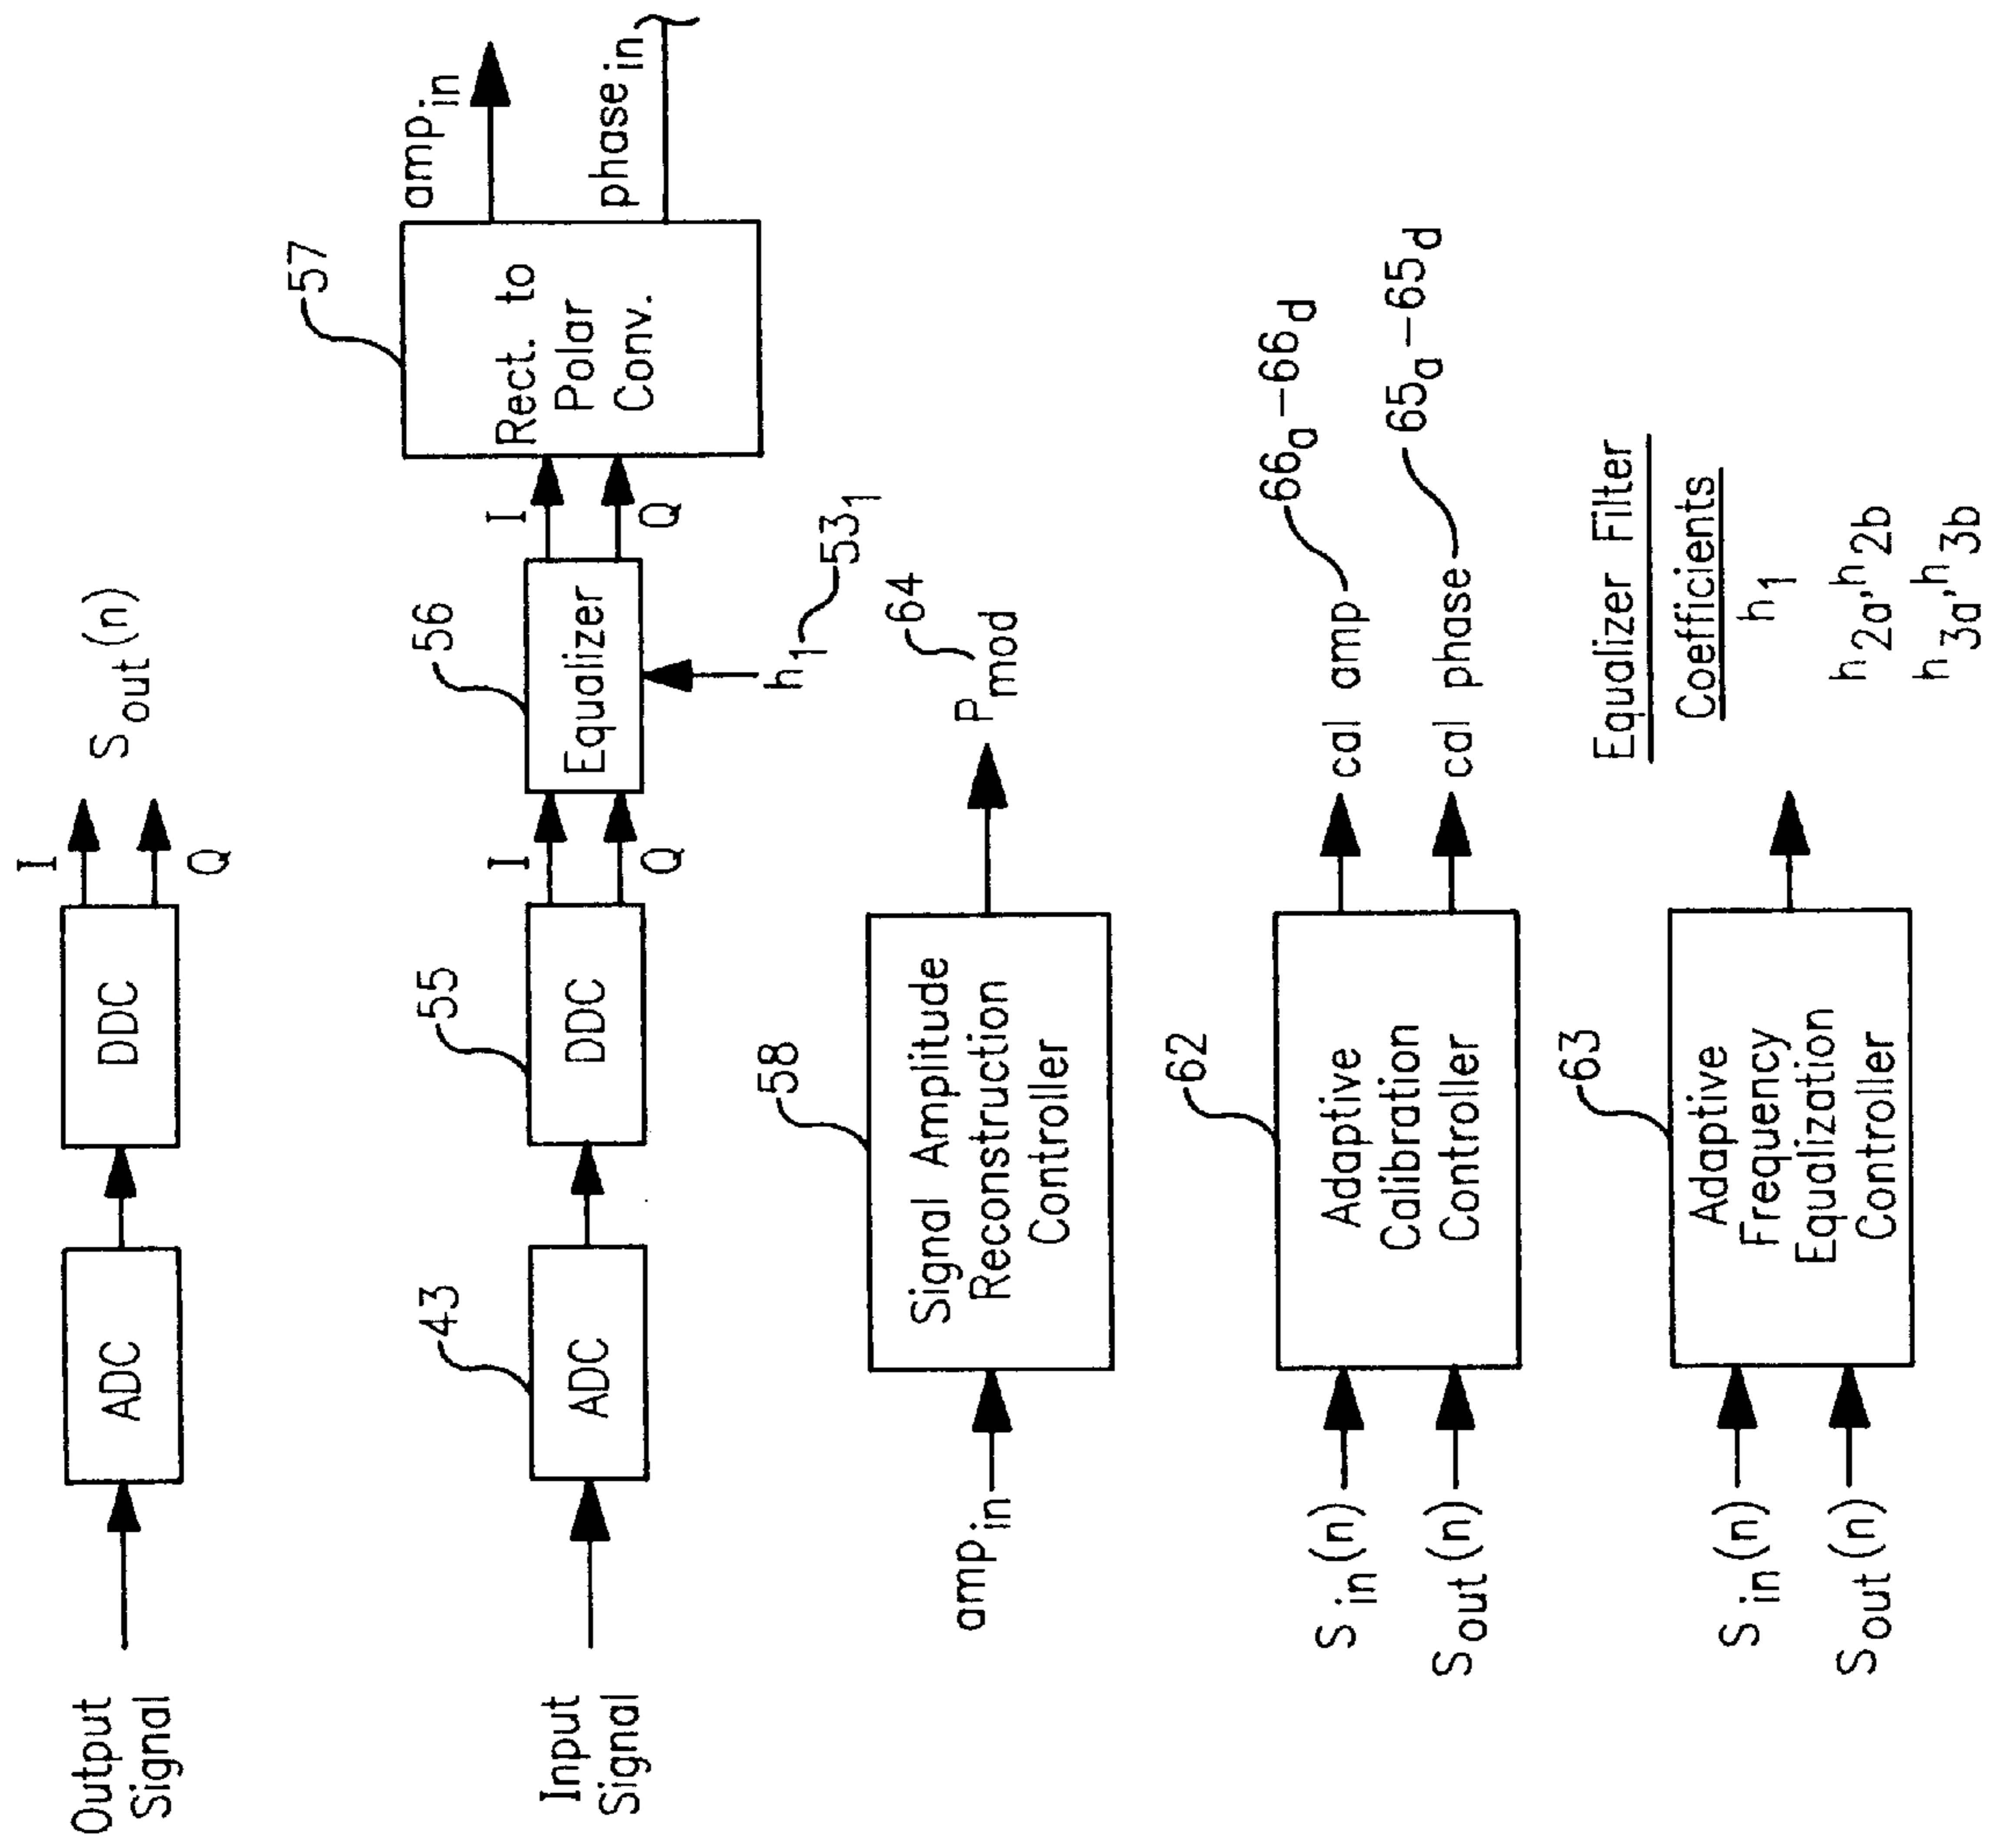 Output
Signal
ADC
DDC
I
Q
Sout(n)
Input
Signal
43
ADC
55
DDC
I
Q
56
Equalizer
h1
531
I
Q
57
Rect. to
Polar
Conv.
ampin
phasein
ampin
58
Signal Amplitude
Reconstruction
Controller
Pmod
64
Sin(n)
Sout(n)
62
Adaptive
Calibration
Controller
cal amp
66a-66d
cal phase
65a-65d
Sin(n)
Sout(n)
63
Adaptive
Frequency
Equalization
Controller
Equalizer Filter
Coefficients
h1
h2a,h2b
h3a,h3b